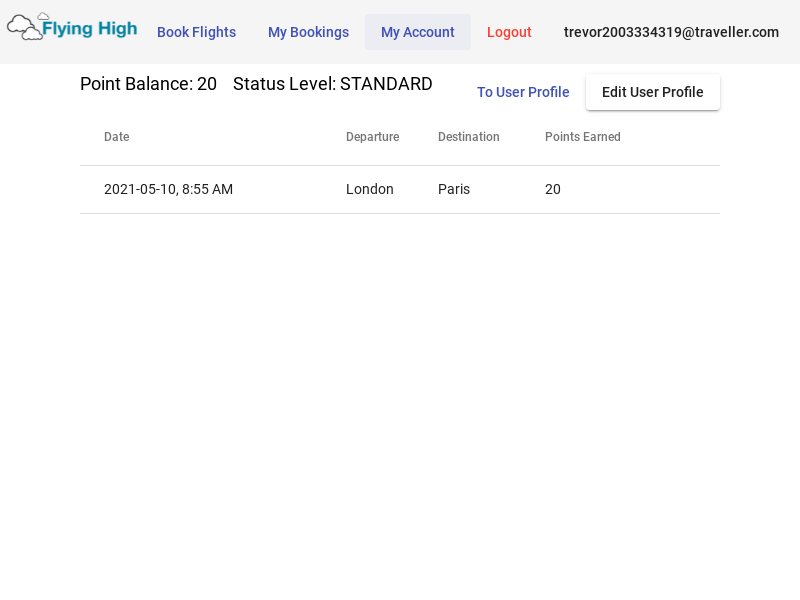 Flying High Book Flights My Bookings My Account Logout trevor2003334319@traveller.com
Point Balance: 20 Status Level: STANDARD To User Profile Edit User Profile
Date Departure Destination Points Earned
2021-05-10, 8:55 AM London Paris 20